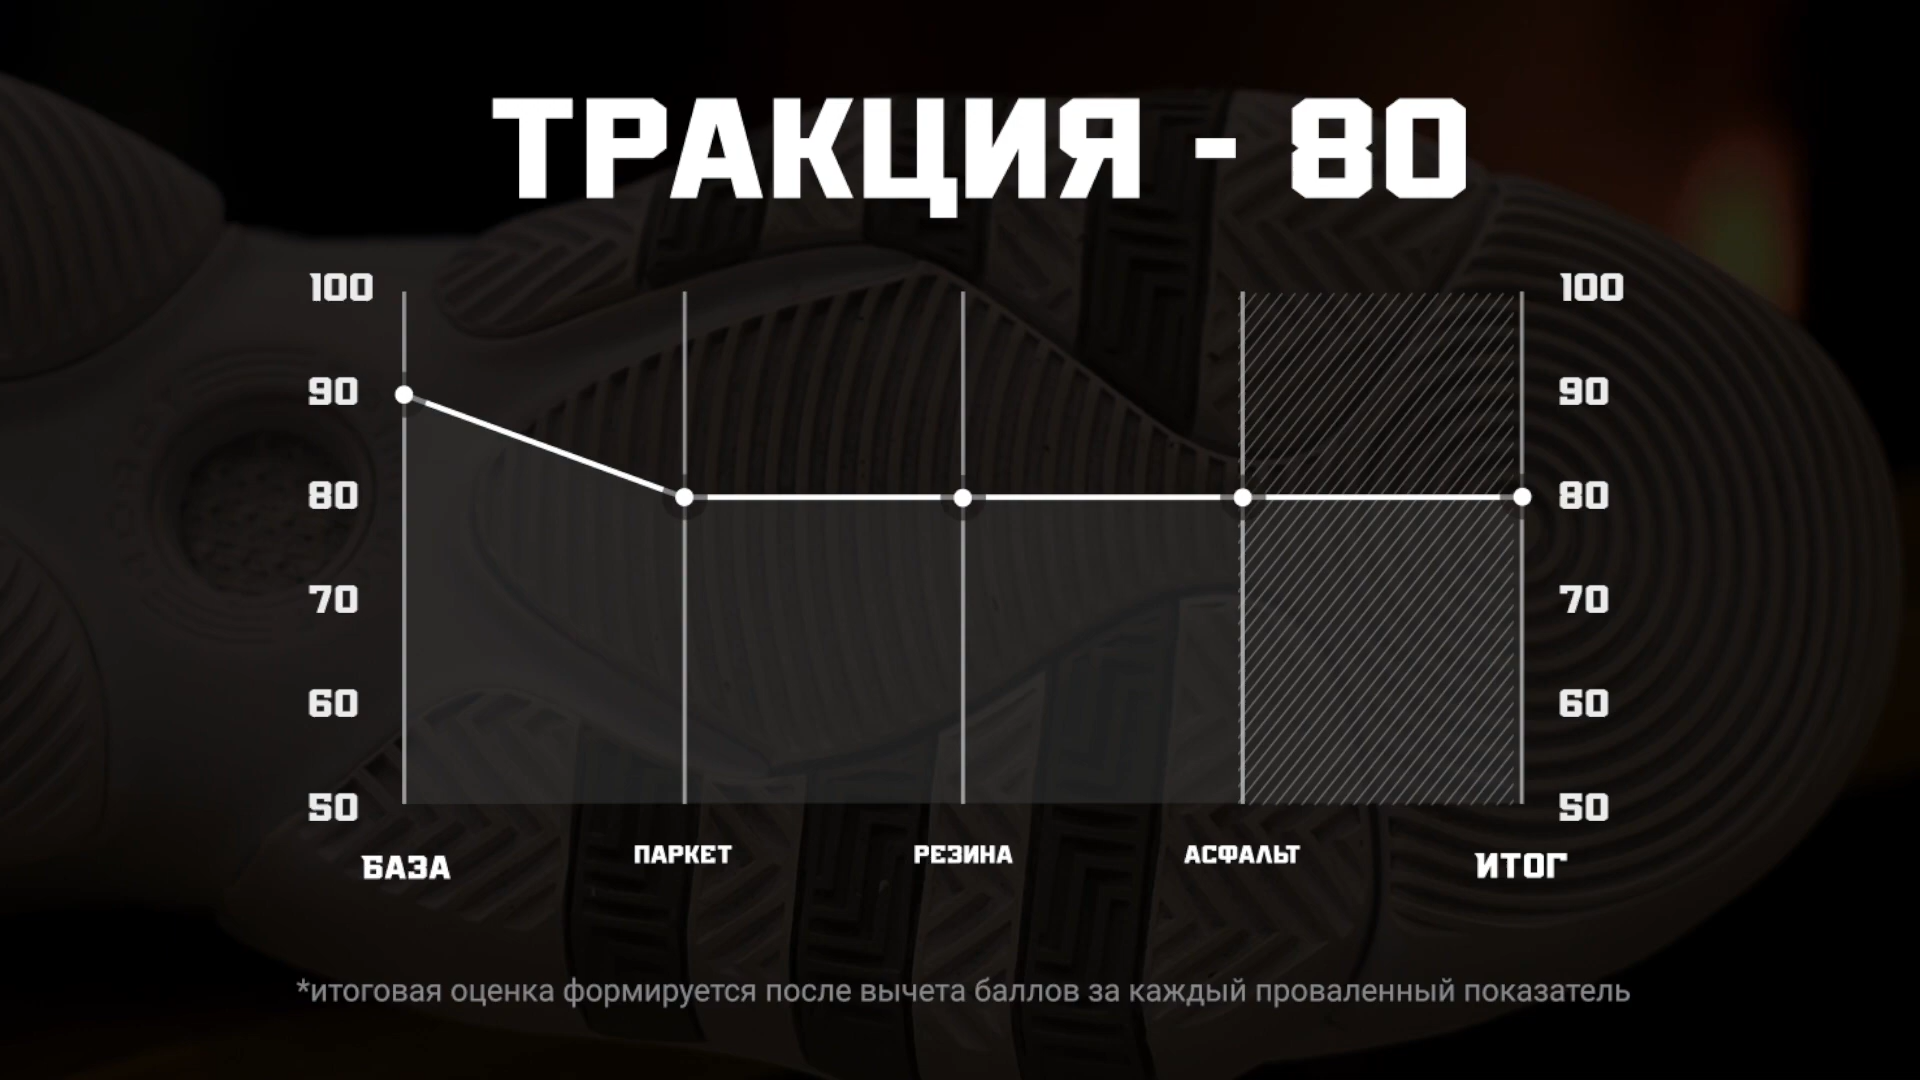 ТРАКЦИЯ - 80
100 100
90 90
80 80
70 70
60 60
50 50
БАЗА ПАРКЕТ РЕЗИНА АСФАЛЬТ ИТОГ
*итоговая оценка формируется после вычета баллов за каждый проваленный показатель